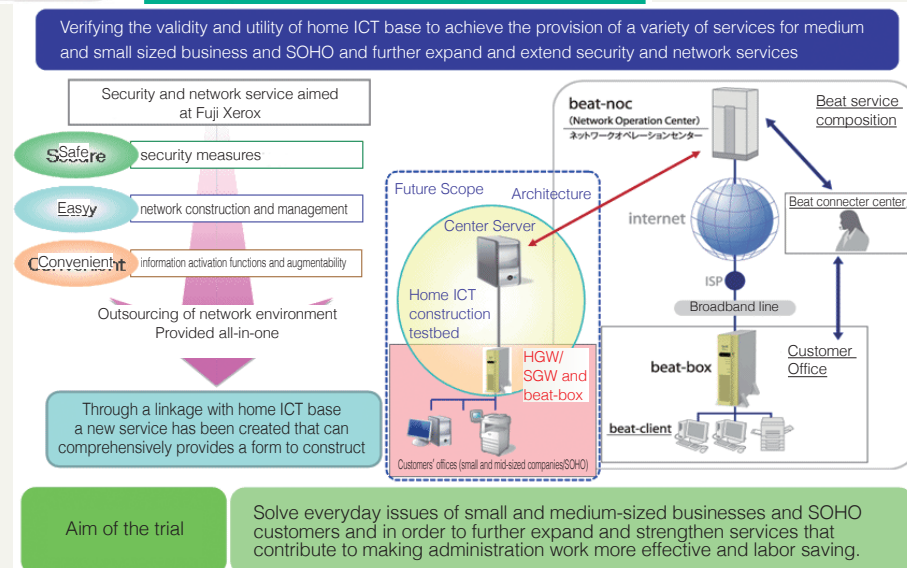 Verifying the validity and utility of home ICT base to achieve the provision of a variety of services for medium
and small sized business and SOHO and further expand and extend security and network services
Security and network service aimed
at Fuji Xerox
Safe
Secure
security measures
Easy
network construction and management
Convenient
Convenient
information activation functions and augmentability
Outsourcing of network environment
Provided all-in-one
Through a linkage with home ICT base
a new service has been created that can
comprehensively provides a form to construct
Future Scope
Architecture
Center Server
Home ICT
construction
testbed
HGW/
SGW and
beat-box
Customers' offices (small and mid-sized companies/SOHO)
beat-noc
(Network Operation Center)
ネットワークオペレーションセンター
Beat service
composition
internet
Beat connecter center
ISP
Broadband line
beat-box
Customer
Office
beat-client
Aim of the trial
Solve everyday issues of small and medium-sized businesses and SOHO
customers and in order to further expand and strengthen services that
contribute to making administration work more effective and labor saving.